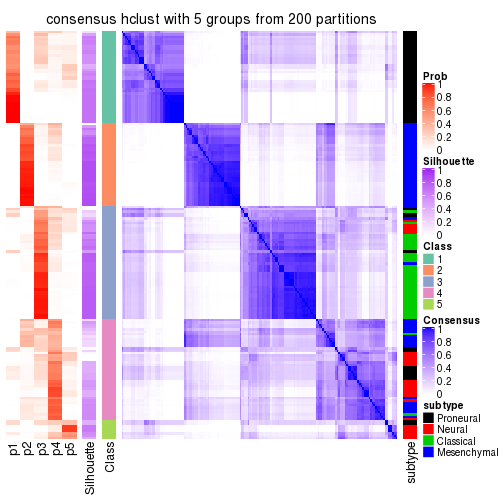 consensus hclust with 5 groups from 200 partitions
Prob
1
0.8
0.6
0.4
0.2
0
Silhouette
1
0.8
0.6
0.4
0.2
0
Class
1
2
3
4
5
Consensus
1
0.8
0.6
0.4
0.2
0
subtype
Proneural
Neural
Classical
Mesenchymal
p1
p2
p3
p4
p5
Silhouette
Class
subtype